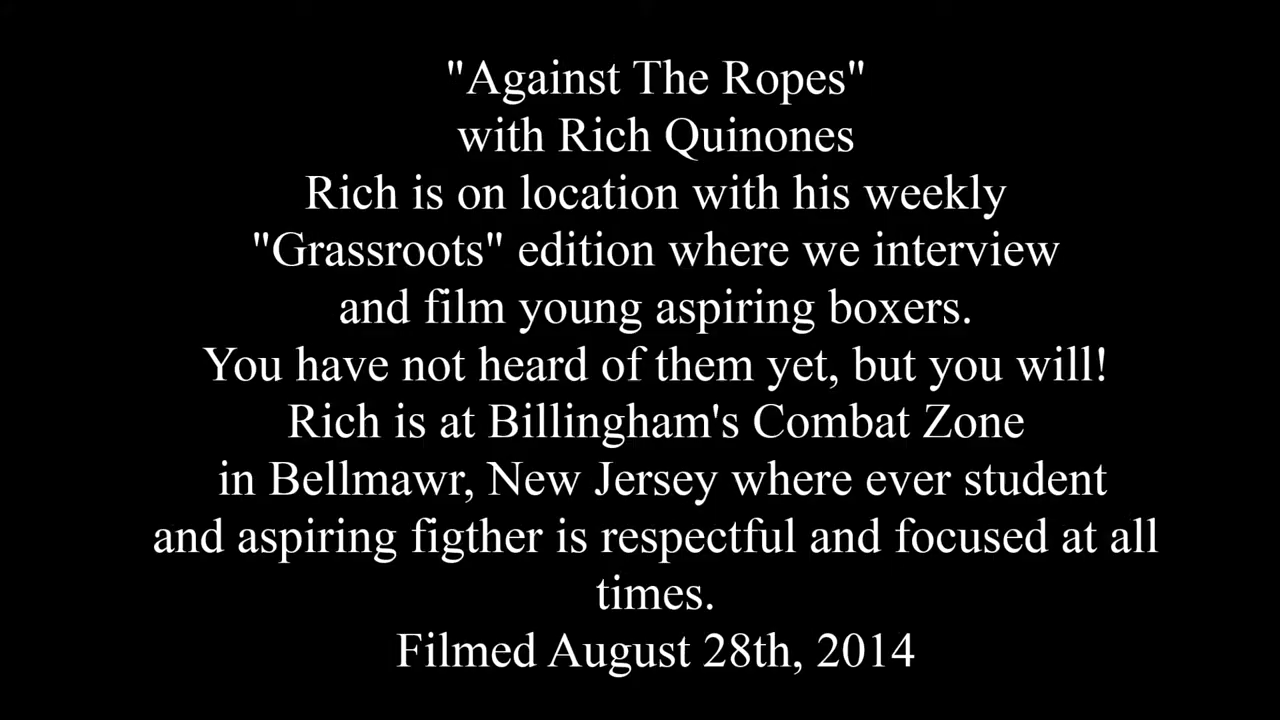 "Against The Ropes"
with Rich Quinones
Rich is on location with his weekly
"Grassroots" edition where we interview
and film young aspiring boxers.
You have not heard of them yet, but you will!
Rich is at Billingham's Combat Zone
in Bellmawr, New Jersey where ever student
and aspiring figther is respectful and focused at all
times.
Filmed August 28th, 2014